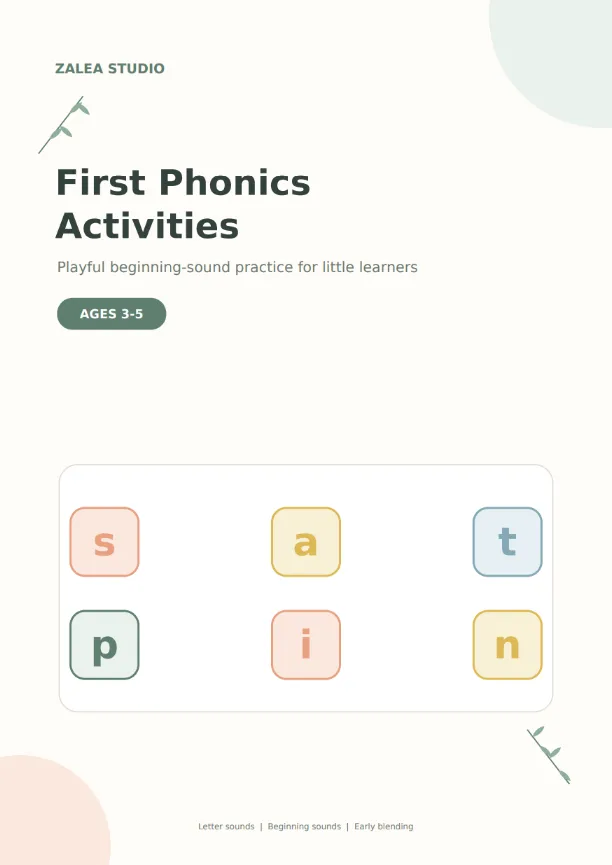 ZALEA STUDIO
First Phonics
Activities
Playful beginning-sound practice for little learners
AGES 3-5
s a t
p i n
Letter sounds | Beginning sounds | Early blending